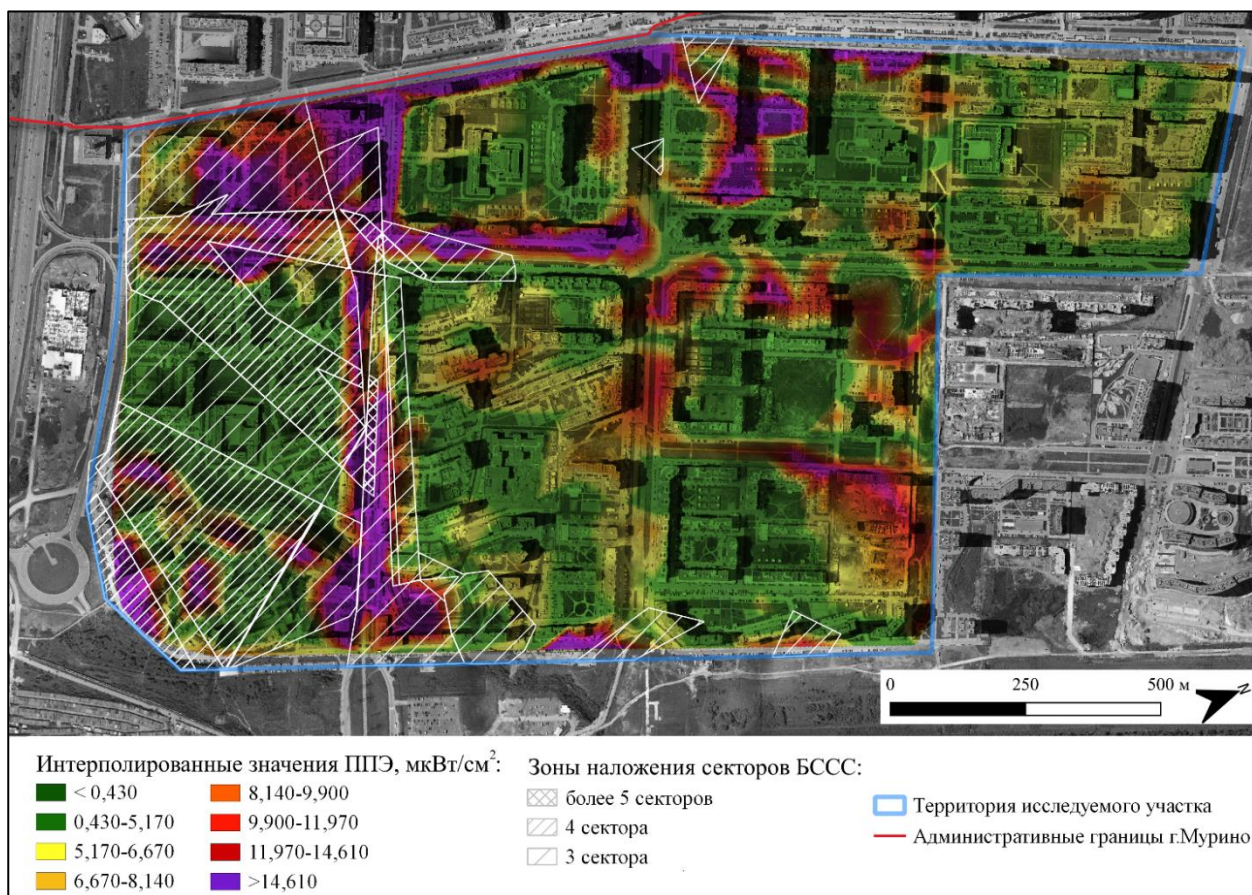 0 250 500 м
N
Интерполированные значения ППЭ, мкВт/см²:
< 0,430
0,430-5,170
5,170-6,670
6,670-8,140
8,140-9,900
9,900-11,970
11,970-14,610
>14,610
Зоны наложения секторов БССС:
более 5 секторов
4 сектора
3 сектора
Территория исследуемого участка
Административные границы г.Мурино